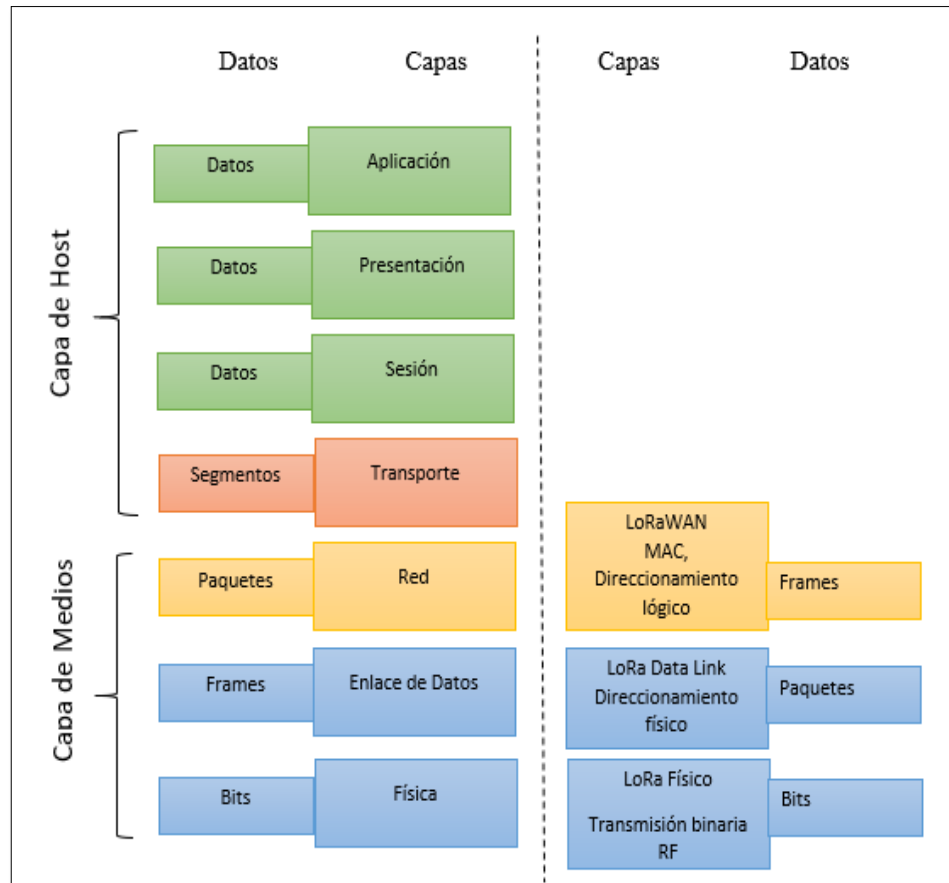 Datos Capas Capas Datos
Capa de Host
Datos Aplicación
Datos Presentación
Datos Sesión
Segmentos Transporte
Capa de Medios
Paquetes Red
Frames Enlace de Datos
Bits Física
LoRaWAN
MAC,
Direccionamiento
lógico
Frames
LoRa Data Link
Direccionamiento
físico
Paquetes
LoRa Físico
Transmisión binaria
RF
Bits